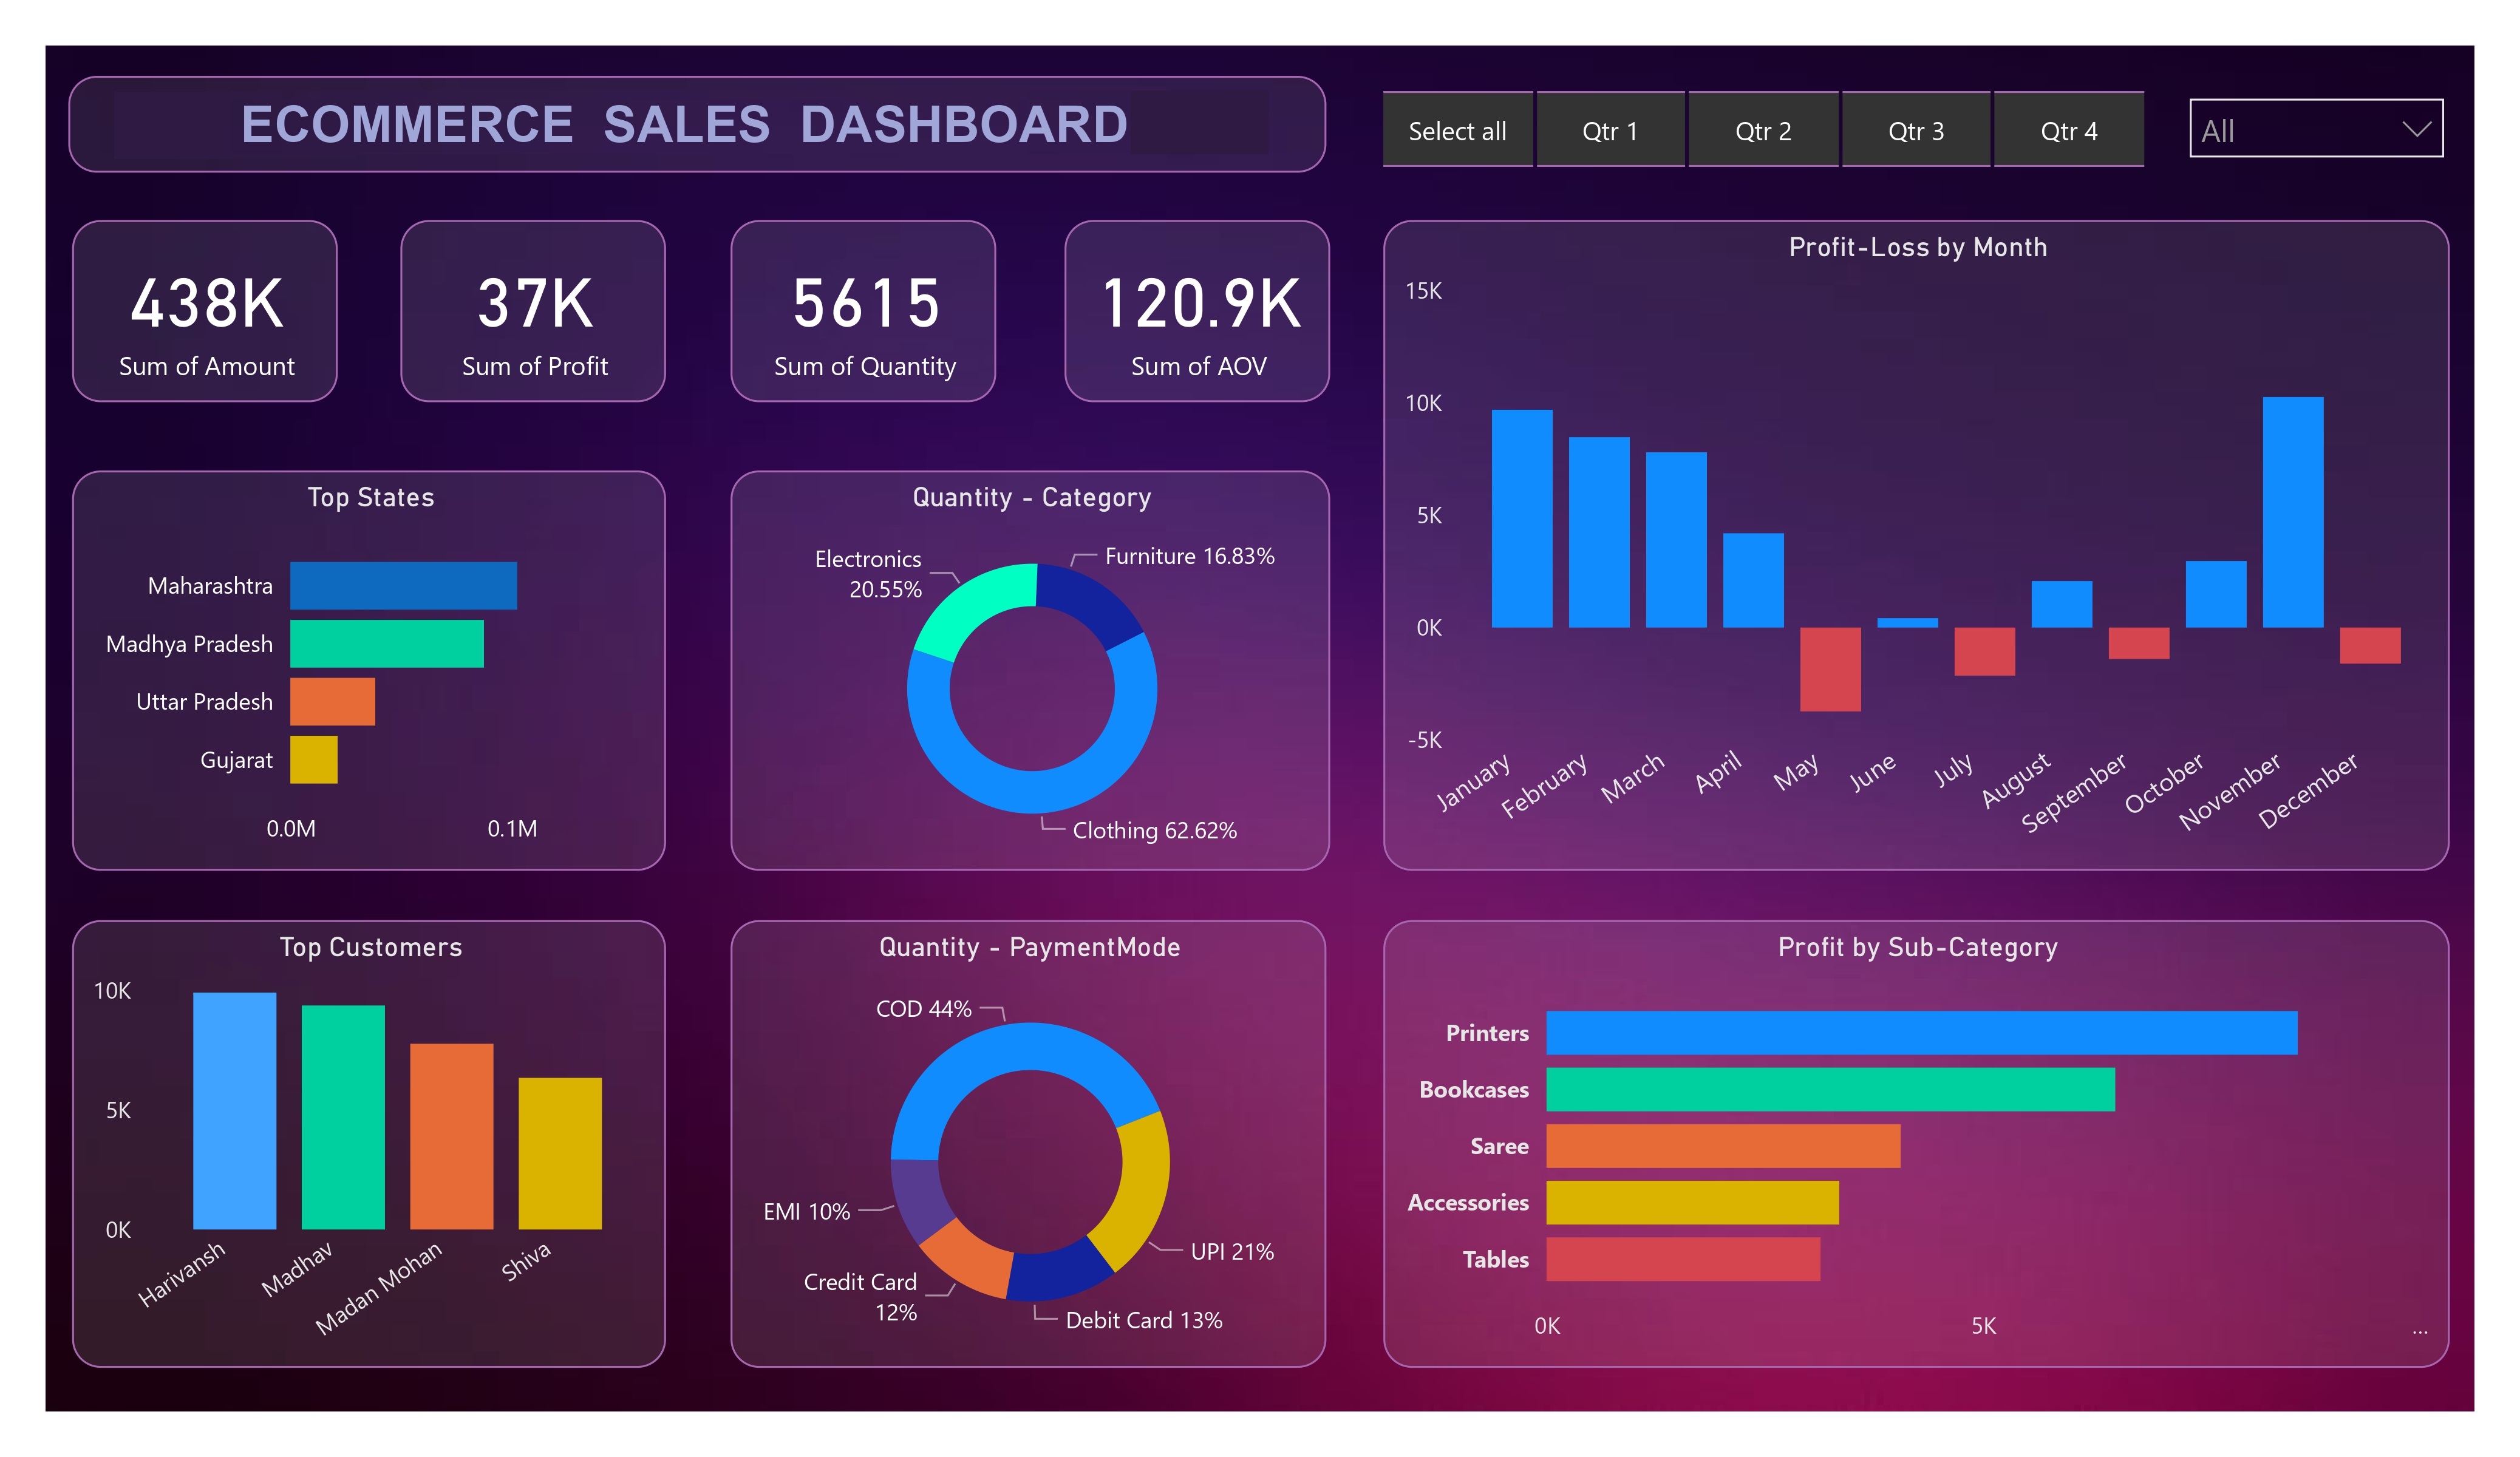 ECOMMERCE SALES DASHBOARD
Select all
Qtr 1
Qtr 2
Qtr 3
Qtr 4
All
438K
Sum of Amount
37K
Sum of Profit
5615
Sum of Quantity
120.9K
Sum of AOV
Top States
Maharashtra
Madhya Pradesh
Uttar Pradesh
Gujarat
0.0M
0.1M
Quantity - Category
Electronics
20.55%
Furniture 16.83%
Clothing 62.62%
Profit-Loss by Month
15K
10K
5K
0K
-5K
January
February
March
April
May
June
July
August
September
October
November
December
Top Customers
10K
5K
0K
Harivansh
Madhav
Madan Mohan
Shiva
Quantity - PaymentMode
COD 44%
EMI 10%
Credit Card
12%
UPI 21%
Debit Card 13%
Profit by Sub-Category
Printers
Bookcases
Saree
Accessories
Tables
0K
5K
...